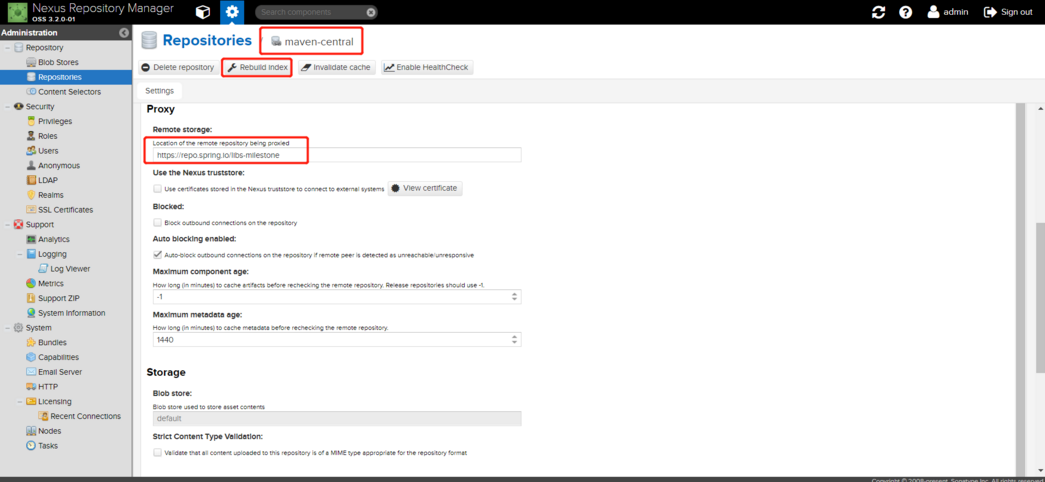 Nexus Repository Manager
OSS 3.2.0-01
Search components
admin
Sign out
Administration
Repository
Blob Stores
Repositories
Content Selectors
Security
Privileges
Roles
Users
Anonymous
LDAP
Realms
SSL Certificates
Support
Analytics
Logging
Log Viewer
Metrics
Support ZIP
System Information
System
Bundles
Capabilities
Email Server
HTTP
Licensing
Recent Connections
Nodes
Tasks
Repositories / maven-central
Delete repository
Rebuild index
Invalidate cache
Enable HealthCheck
Settings
Proxy
Remote storage:
Location of the remote repository being proxied
https://repo.spring.io/libs-milestone
Use the Nexus truststore:
Use certificates stored in the Nexus truststore to connect to external systems
View certificate
Blocked:
Block outbound connections on the repository
Auto blocking enabled:
Auto-block outbound connections on the repository if remote peer is detected as unreachable/unresponsive
Maximum component age:
How long (in minutes) to cache artifacts before rechecking the remote repository. Release repositories should use -1.
-1
Maximum metadata age:
How long (in minutes) to cache metadata before rechecking the remote repository.
1440
Storage
Blob store:
Blob store used to store asset contents
default
Strict Content Type Validation:
Validate that all content uploaded to this repository is of a MIME type appropriate for the repository format
Copyright © 2008-present, Sonatype Inc. All rights reserved.